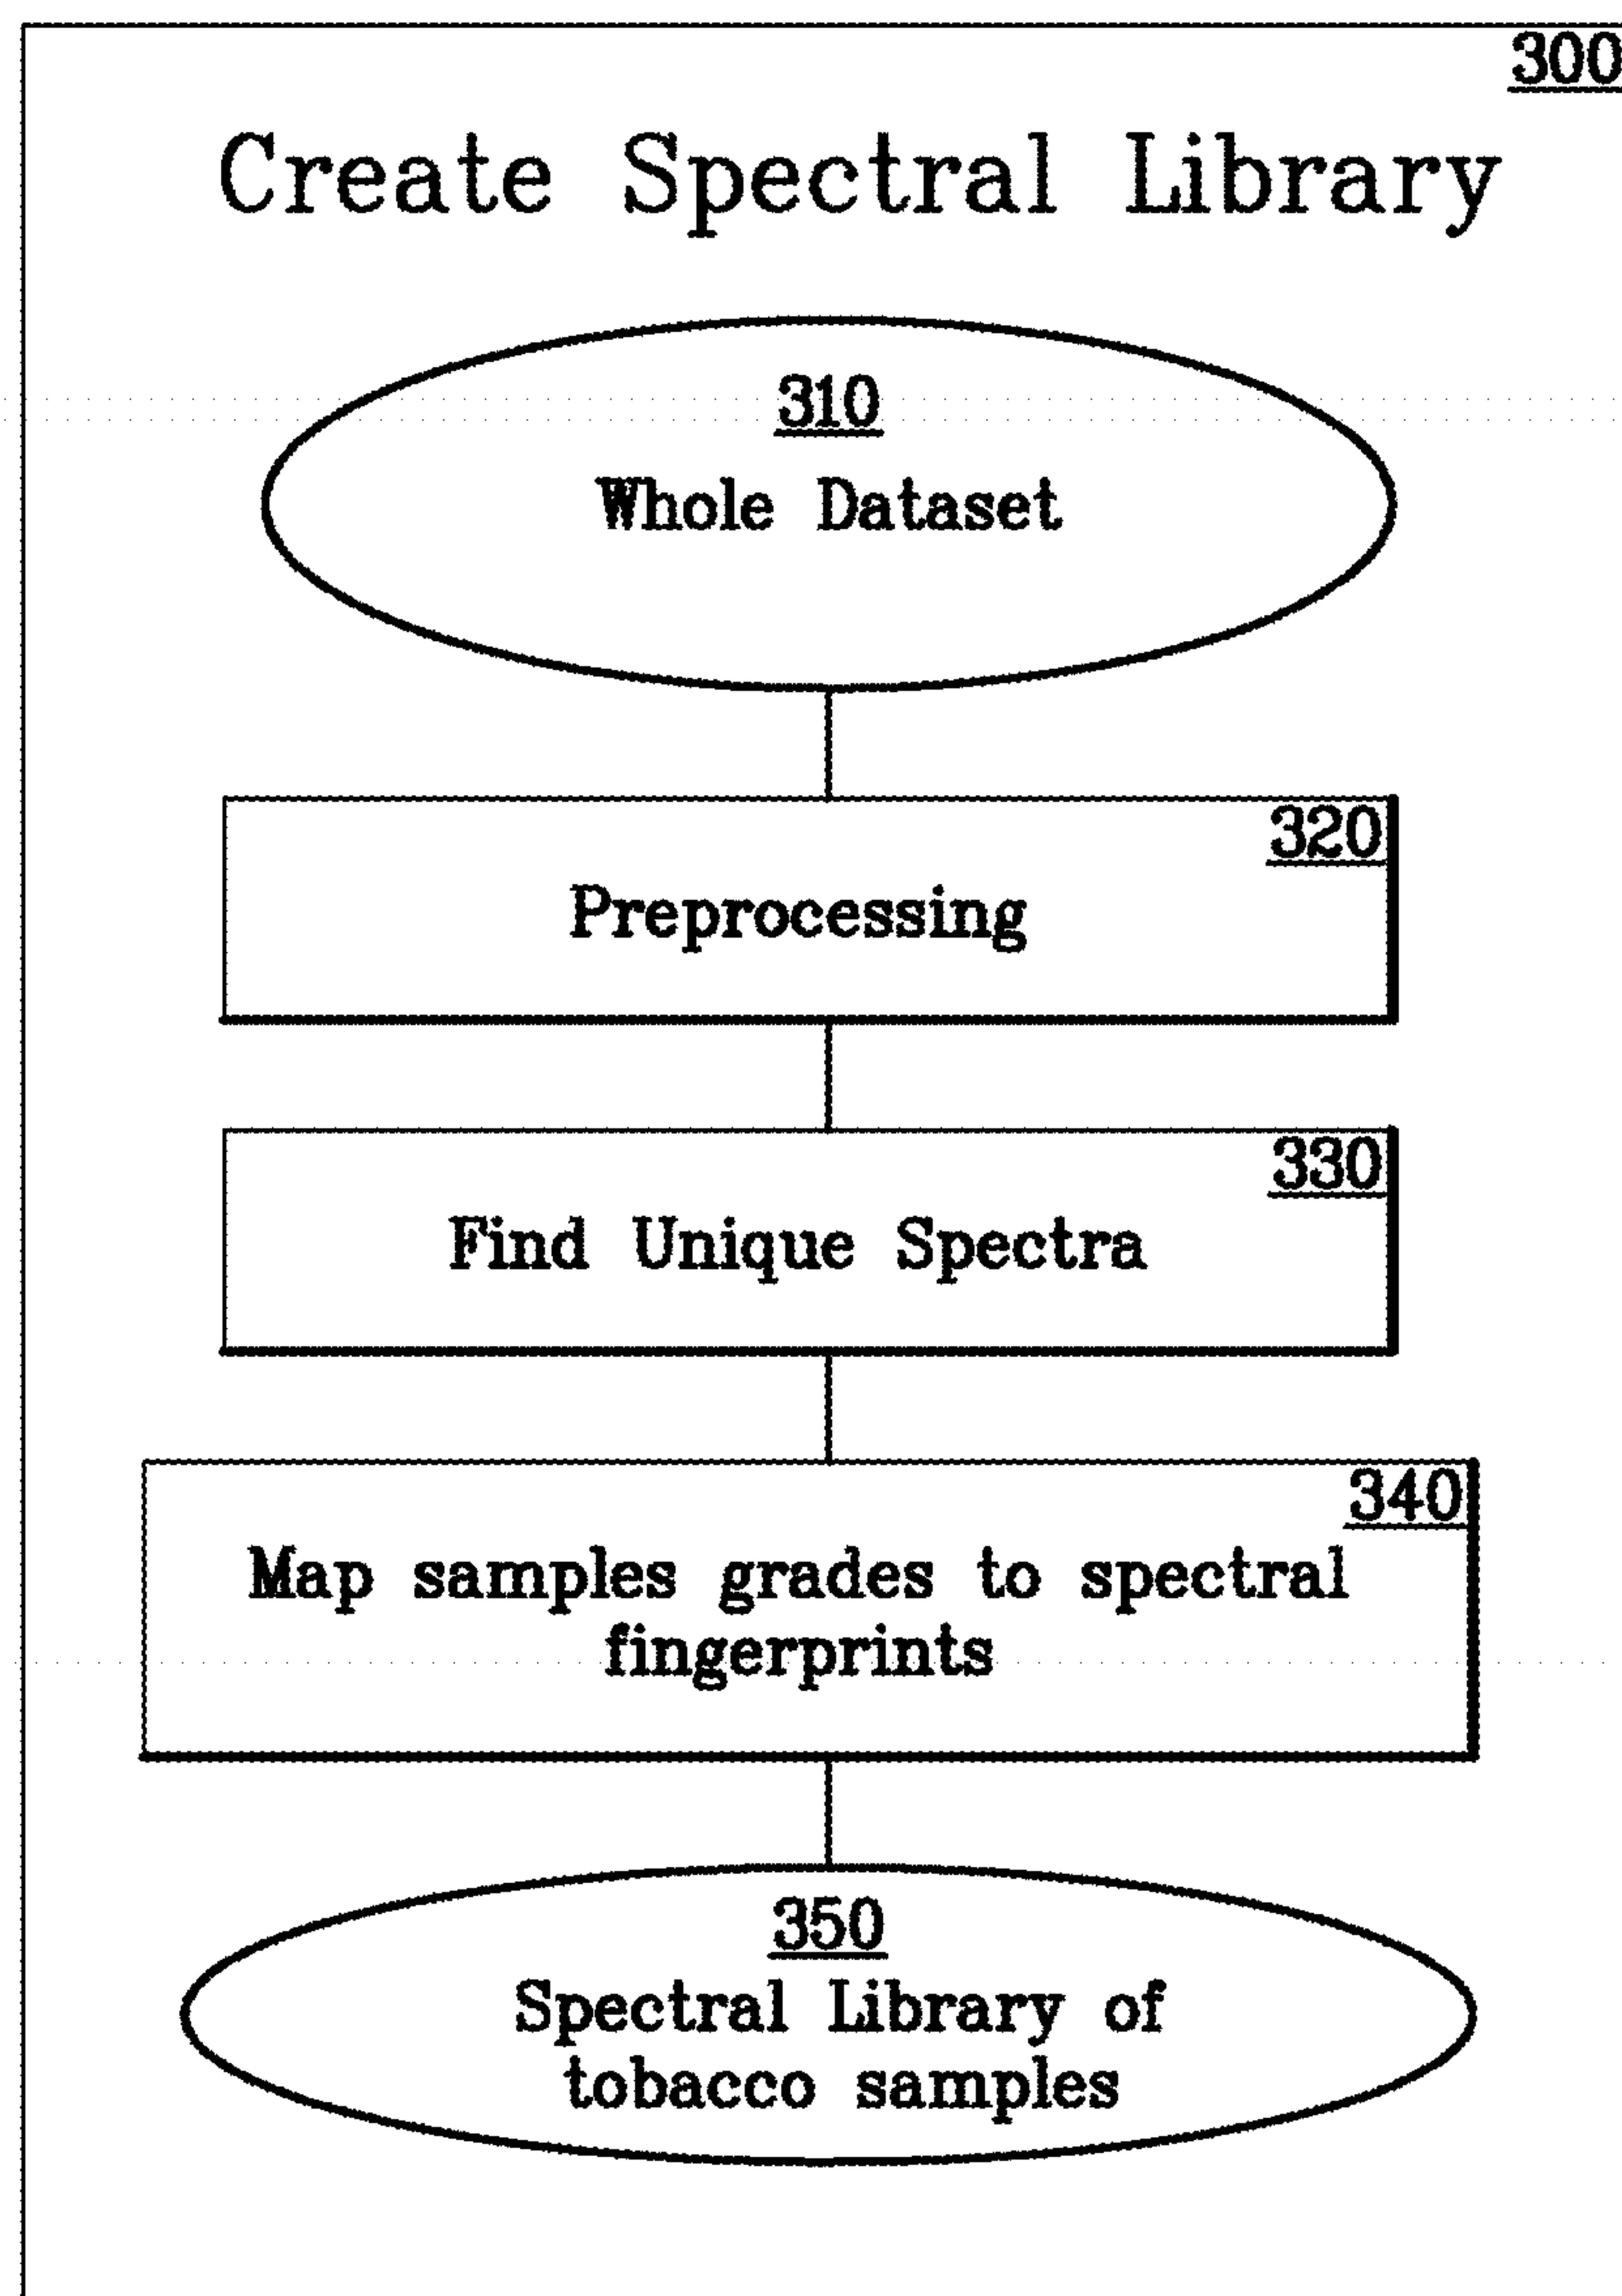 300
Create Spectral Library
310
Whole Dataset
320
Preprocessing
330
Find Unique Spectra
340
Map samples grades to spectral
fingerprints
350
Spectral Library of
tobacco samples